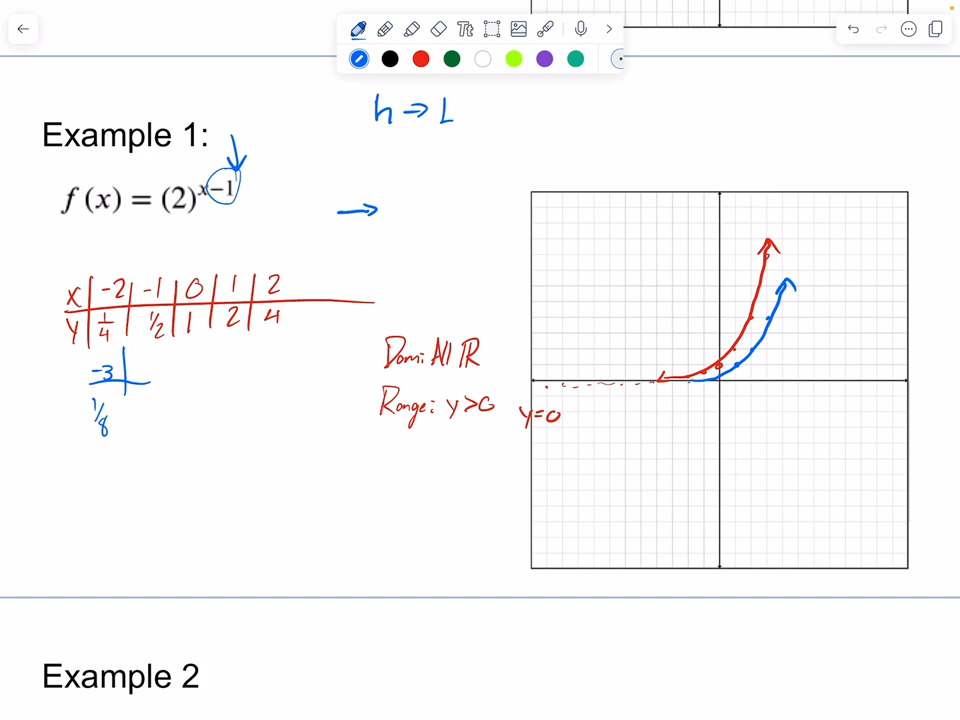 h → L
Example 1:
f (x) = (2)^{x−1}
→
X | -2 | -1 | 0 | 1 | 2
Y | 1/4 | 1/2 | 1 | 2 | 4
-3
1/8
Dom: All ℝ
Range: y>0
y=0
Example 2